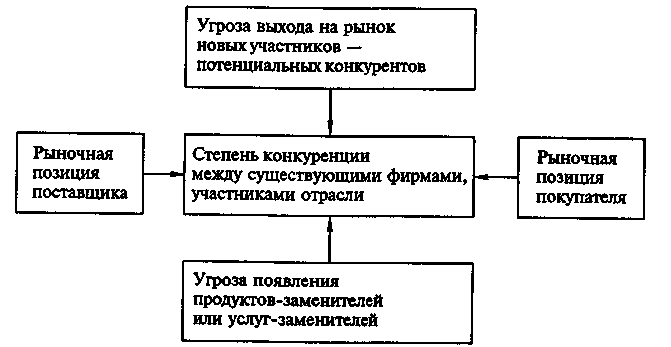 Угроза выхода на рынок
новых участников —
потенциальных конкурентов
Рыночная
позиция
поставщика
Степень конкуренции
между существующими фирмами,
участниками отрасли
Рыночная
позиция
покупателя
Угроза появления
продуктов-заменителей
или услуг-заменителей